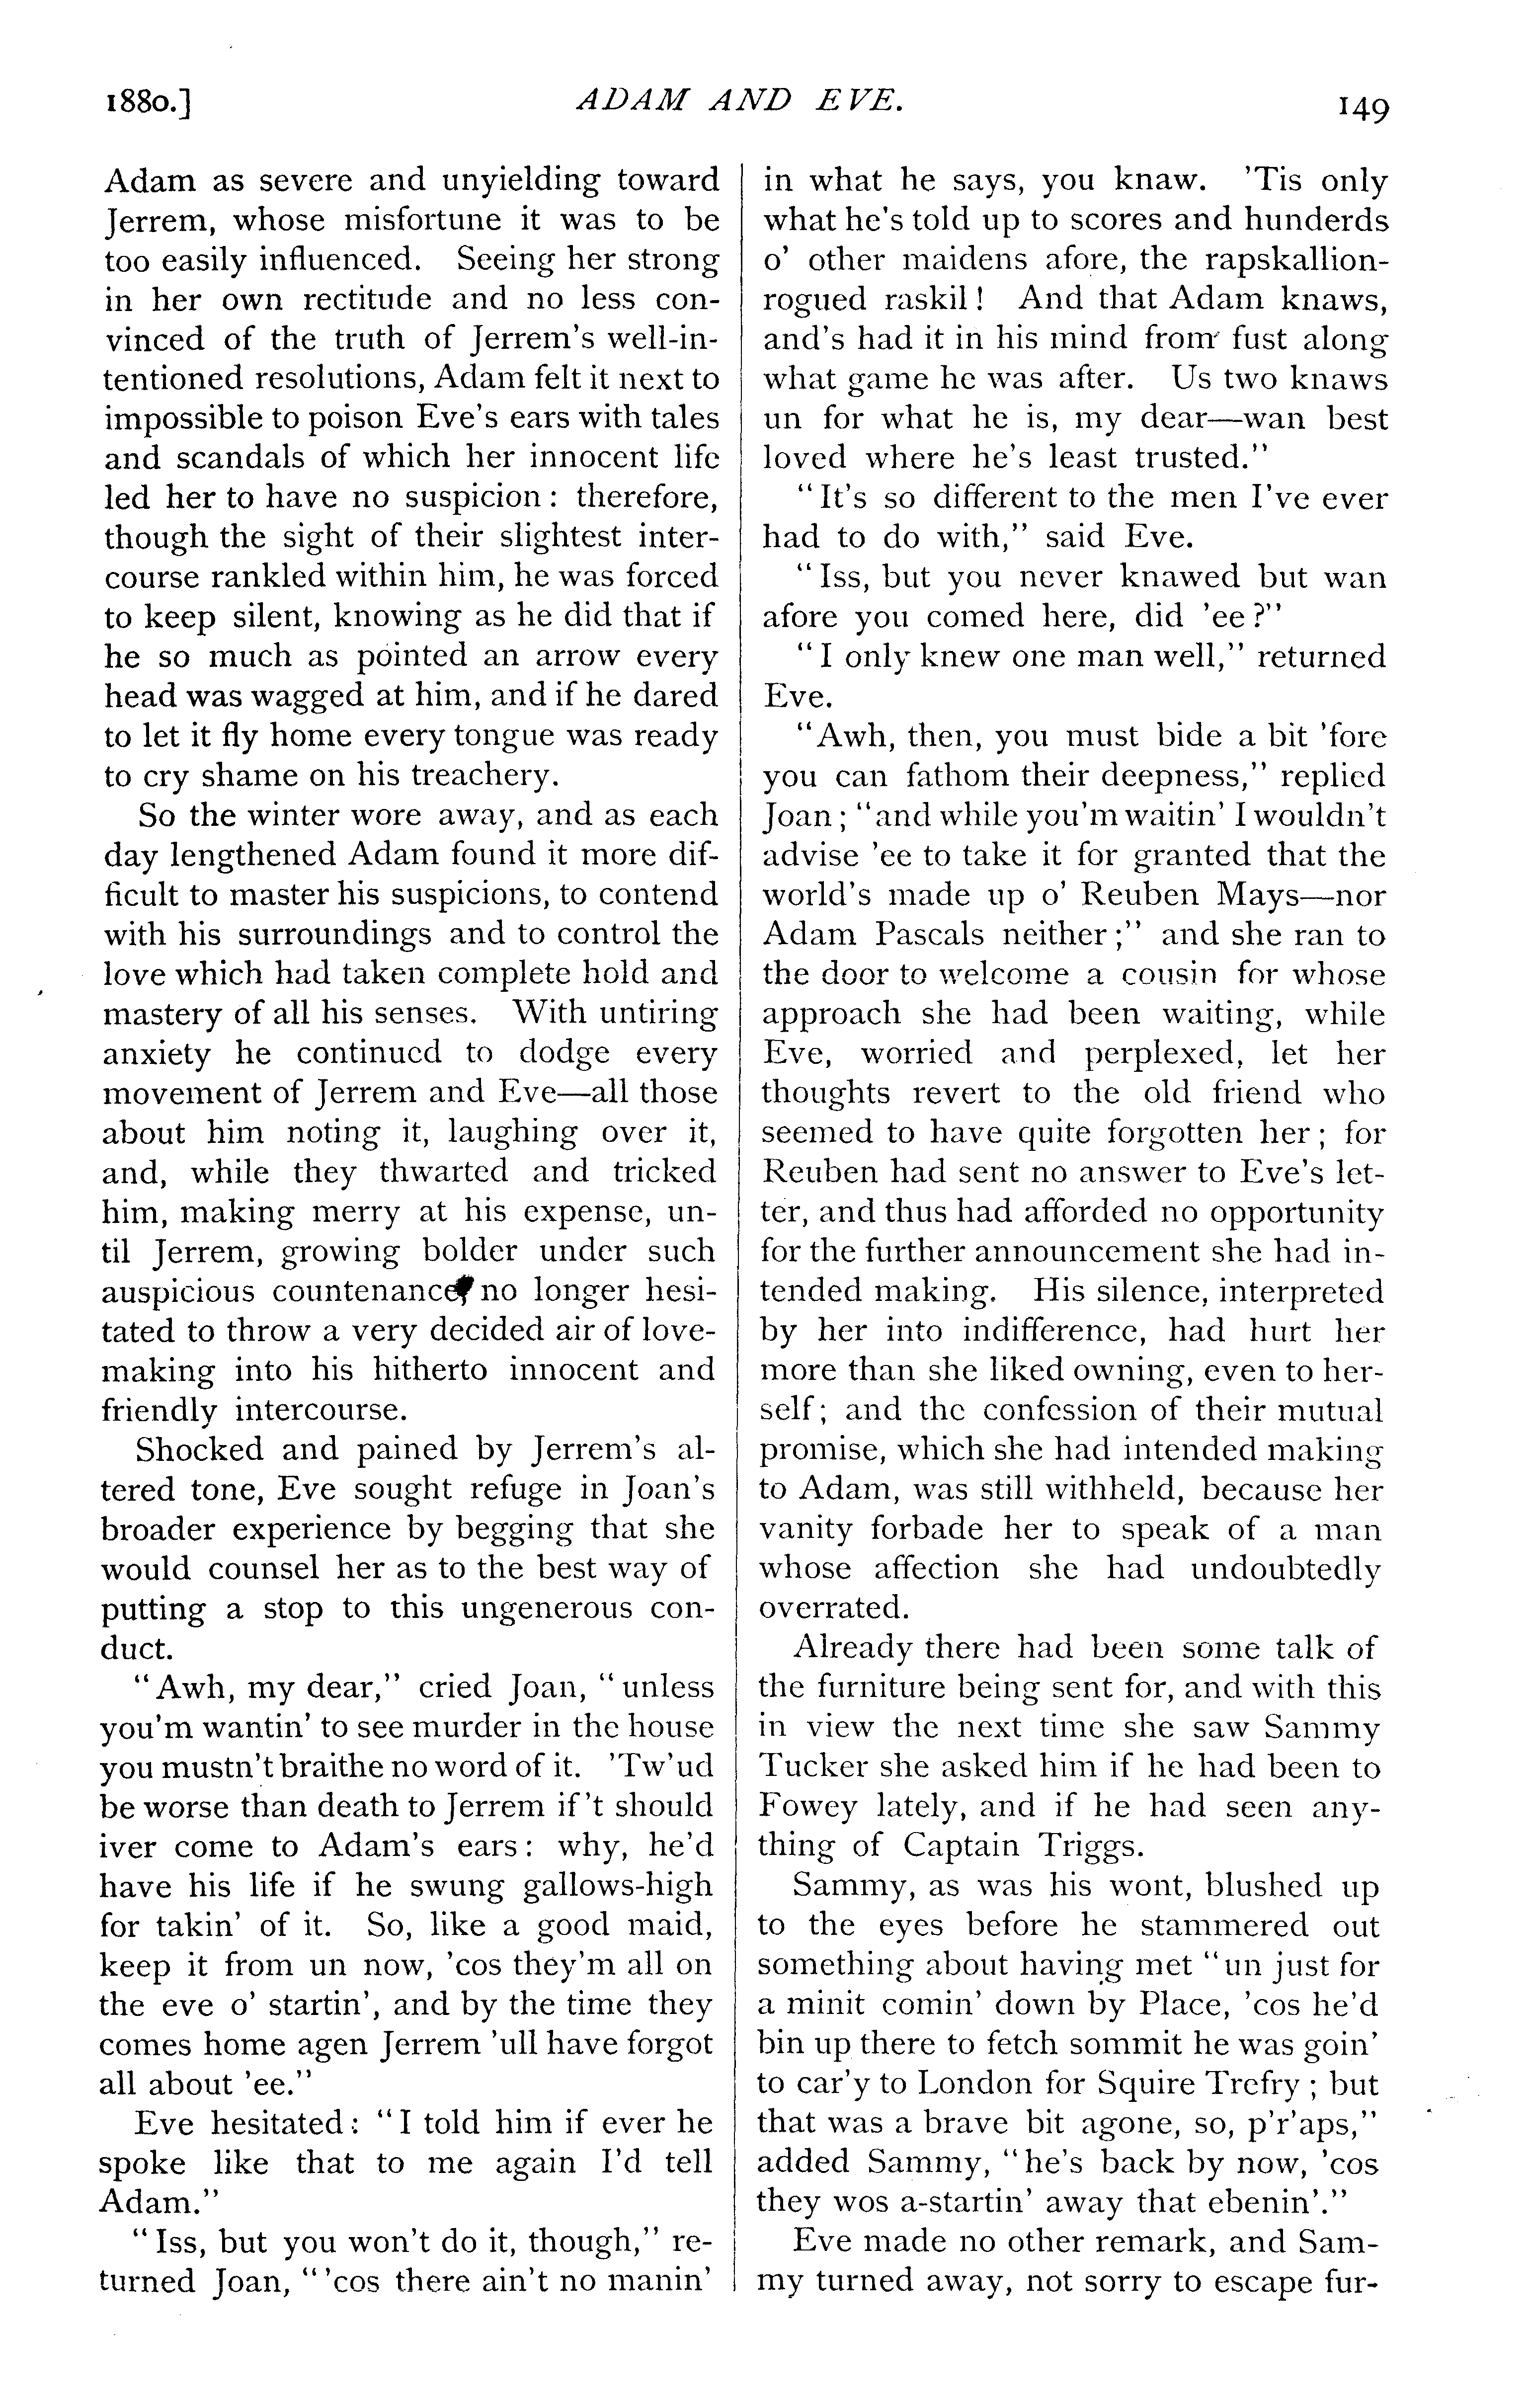 1880.] ADAM AND EVE. 149
Adam as severe and unyielding toward
Jerrem, whose misfortune it was to be
too easily influenced. Seeing her strong
in her own rectitude and no less con-
vinced of the truth of Jerrem's well-in-
tentioned resolutions, Adam felt it next to
impossible to poison Eve's ears with tales
and scandals of which her innocent life
led her to have no suspicion: therefore,
though the sight of their slightest inter-
course rankled within him, he was forced
to keep silent, knowing as he did that if
he so much as pointed an arrow every
head was wagged at him, and if he dared
to let it fly home every tongue was ready
to cry shame on his treachery.
So the winter wore away, and as each
day lengthened Adam found it more dif-
ficult to master his suspicions, to contend
with his surroundings and to control the
love which had taken complete hold and
mastery of all his senses. With untiring
anxiety he continued to dodge every
movement of Jerrem and Eve—all those
about him noting it, laughing over it,
and, while they thwarted and tricked
him, making merry at his expense, un-
til Jerrem, growing bolder under such
auspicious countenance, no longer hesi-
tated to throw a very decided air of love-
making into his hitherto innocent and
friendly intercourse.
Shocked and pained by Jerrem's al-
tered tone, Eve sought refuge in Joan's
broader experience by begging that she
would counsel her as to the best way of
putting a stop to this ungenerous con-
duct.
"Awh, my dear," cried Joan, "unless
you'm wantin' to see murder in the house
you mustn't braithe no word of it. 'Tw'ud
be worse than death to Jerrem if 't should
iver come to Adam's ears: why, he'd
have his life if he swung gallows-high
for takin' of it. So, like a good maid,
keep it from un now, 'cos they'm all on
the eve o' startin', and by the time they
comes home agen Jerrem 'ull have forgot
all about 'ee."
Eve hesitated: "I told him if ever he
spoke like that to me again I'd tell
Adam."
"Iss, but you won't do it, though," re-
turned Joan, "'cos there ain't no manin'
in what he says, you knaw. 'Tis only
what he's told up to scores and hunderds
o' other maidens afore, the rapskallion-
rogued raskil! And that Adam knaws,
and's had it in his mind from fust along
what game he was after. Us two knaws
un for what he is, my dear—wan best
loved where he's least trusted."
"It's so different to the men I've ever
had to do with," said Eve.
"Iss, but you never knawed but wan
afore you comed here, did 'ee?"
"I only knew one man well," returned
Eve.
"Awh, then, you must bide a bit 'fore
you can fathom their deepness," replied
Joan; "and while you'm waitin' I wouldn't
advise 'ee to take it for granted that the
world's made up o' Reuben Mays—nor
Adam Pascals neither;" and she ran to
the door to welcome a cousin for whose
approach she had been waiting, while
Eve, worried and perplexed, let her
thoughts revert to the old friend who
seemed to have quite forgotten her; for
Reuben had sent no answer to Eve's let-
ter, and thus had afforded no opportunity
for the further announcement she had in-
tended making. His silence, interpreted
by her into indifference, had hurt her
more than she liked owning, even to her-
self; and the confession of their mutual
promise, which she had intended making
to Adam, was still withheld, because her
vanity forbade her to speak of a man
whose affection she had undoubtedly
overrated.
Already there had been some talk of
the furniture being sent for, and with this
in view the next time she saw Sammy
Tucker she asked him if he had been to
Fowey lately, and if he had seen any-
thing of Captain Triggs.
Sammy, as was his wont, blushed up
to the eyes before he stammered out
something about having met "un just for
a minit comin' down by Place, 'cos he'd
bin up there to fetch sommit he was goin'
to car'y to London for Squire Trefry; but
that was a brave bit agone, so, p'r'aps,"
added Sammy, "he's back by now, 'cos
they wos a-startin' away that ebenin'."
Eve made no other remark, and Sam-
my turned away, not sorry to escape fur-